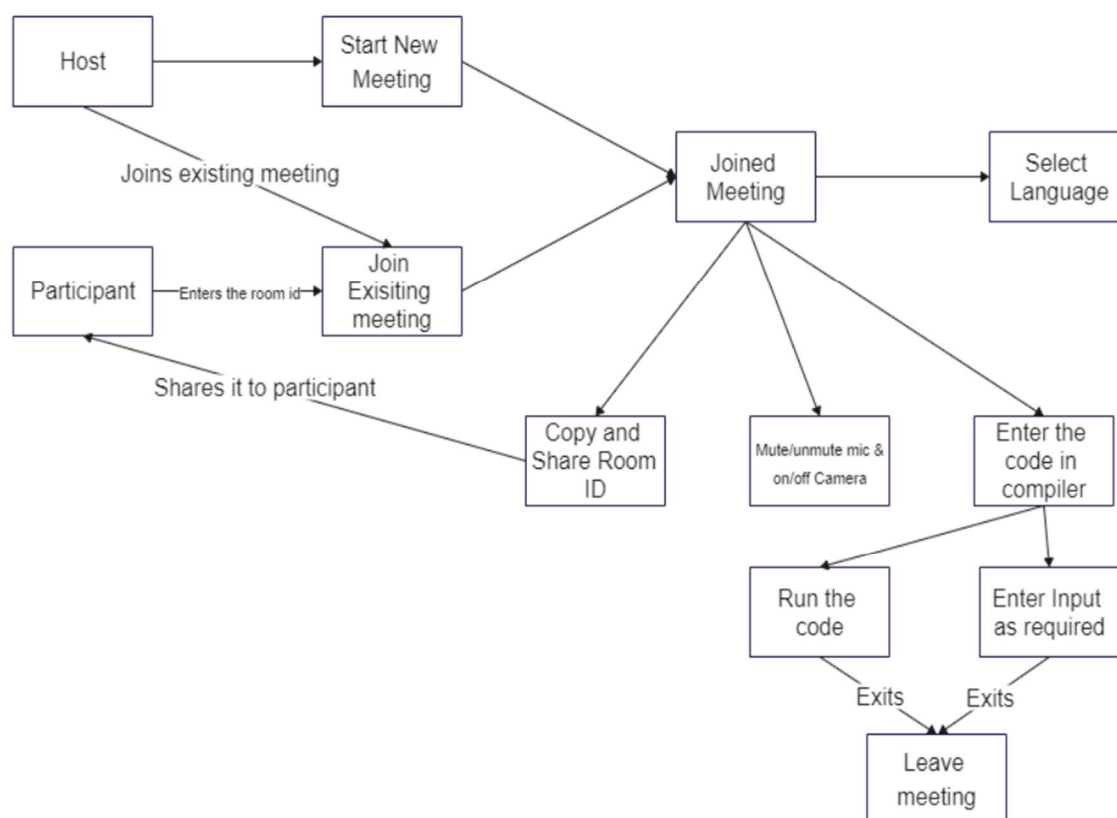 Host
Start New
Meeting
Joins existing meeting
Joined
Meeting
Select
Language
Participant
Enters the room id
Join
Exisiting
meeting
Shares it to participant
Copy and
Share Room
ID
Mute/unmute mic &
on/off Camera
Enter the
code in
compiler
Run the
code
Enter Input
as required
Exits
Exits
Leave
meeting